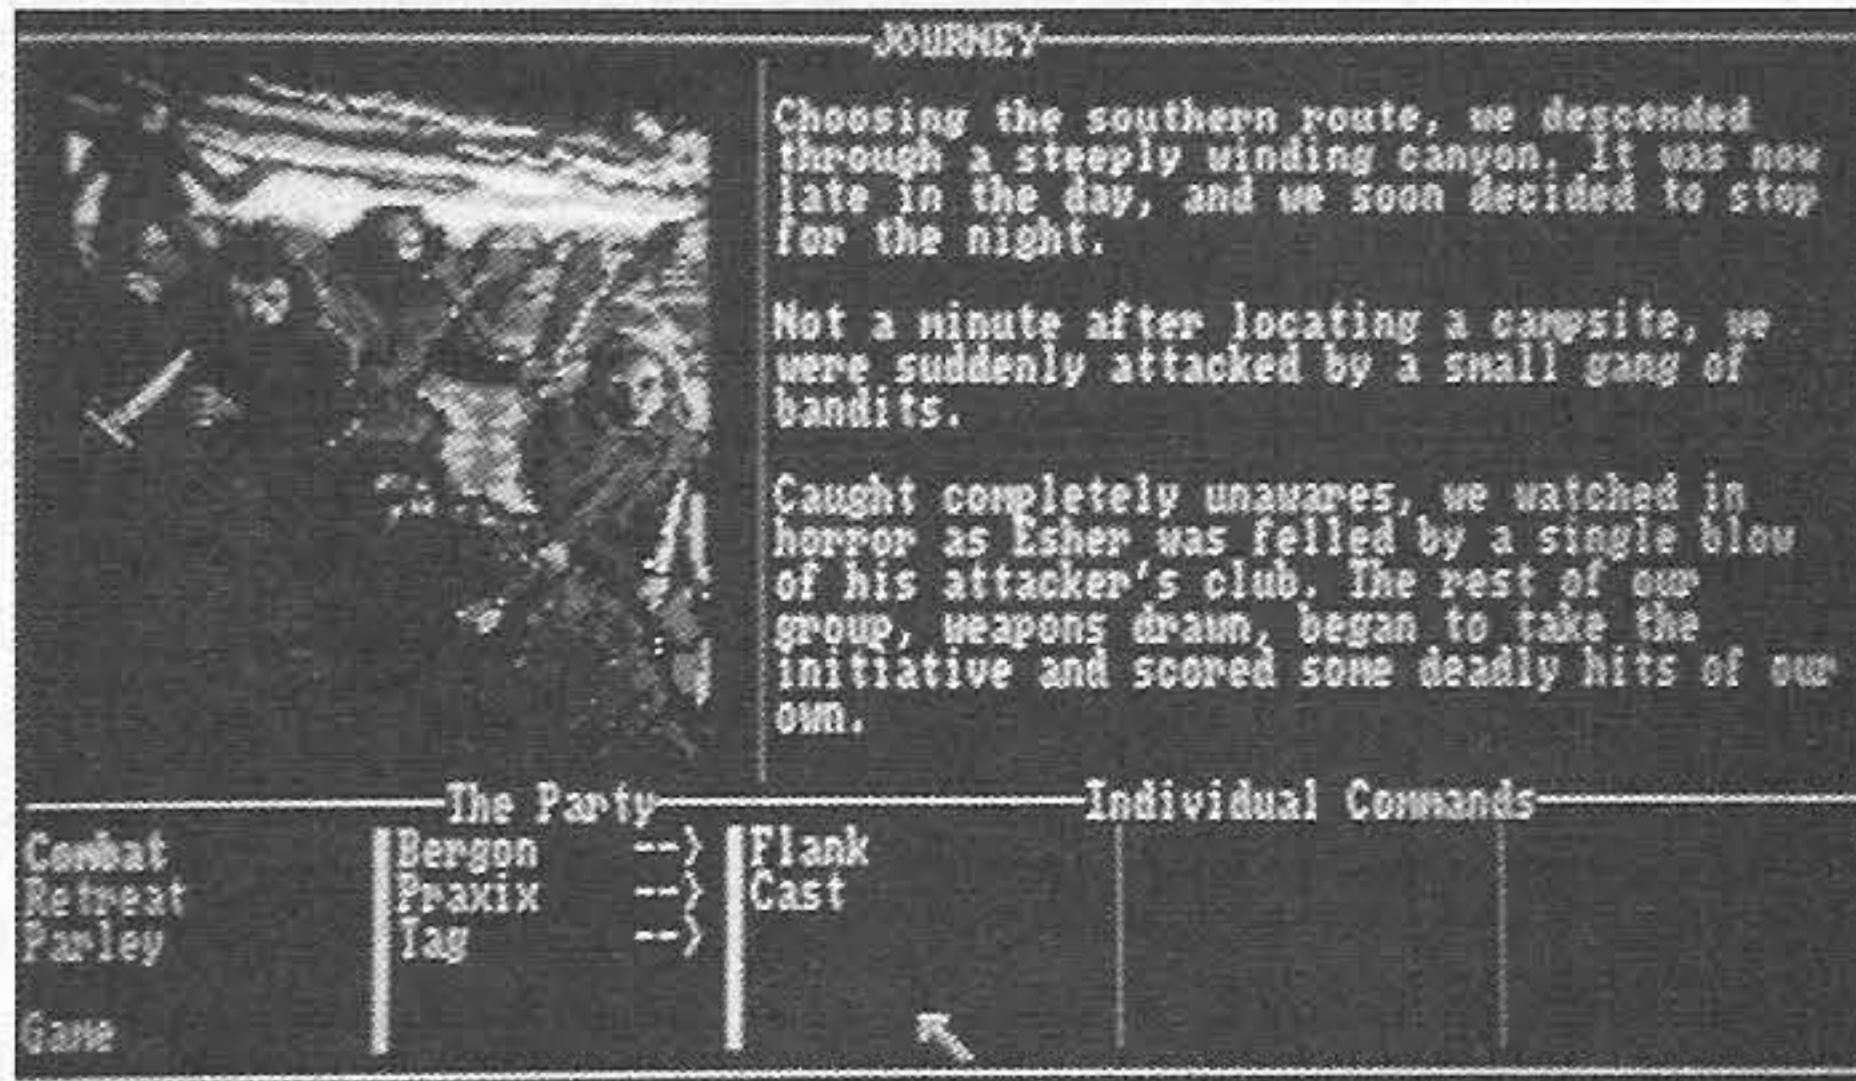 JOURNEY
Choosing the southern route, we descended
through a steeply winding canyon. It was now
late in the day, and we soon decided to stop
for the night.
Not a minute after locating a campsite, we
were suddenly attacked by a small gang of
bandits.
Caught completely unawares, we watched in
horror as Esher was felled by a single blow
of his attacker's club. The rest of our
group, weapons drawn, began to take the
initiative and scored some deadly hits of our
own.
The Party Individual Commands
Combat Bergon --> Flank
Retreat Praxix --> Cast
Parley Tag -->
Game